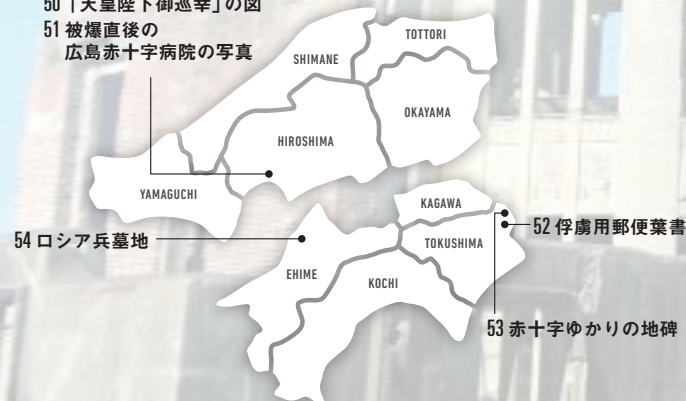 50「天皇陛下御巡幸」の図
51 被爆直後の
広島赤十字病院の写真
TOTTORI
SHIMANE
OKAYAMA
HIROSHIMA
YAMAGUCHI
KAGAWA
52 俘虜用郵便葉書
54 ロシア兵墓地
TOKUSHIMA
EHIME
KOCHI
53 赤十字ゆかりの地碑